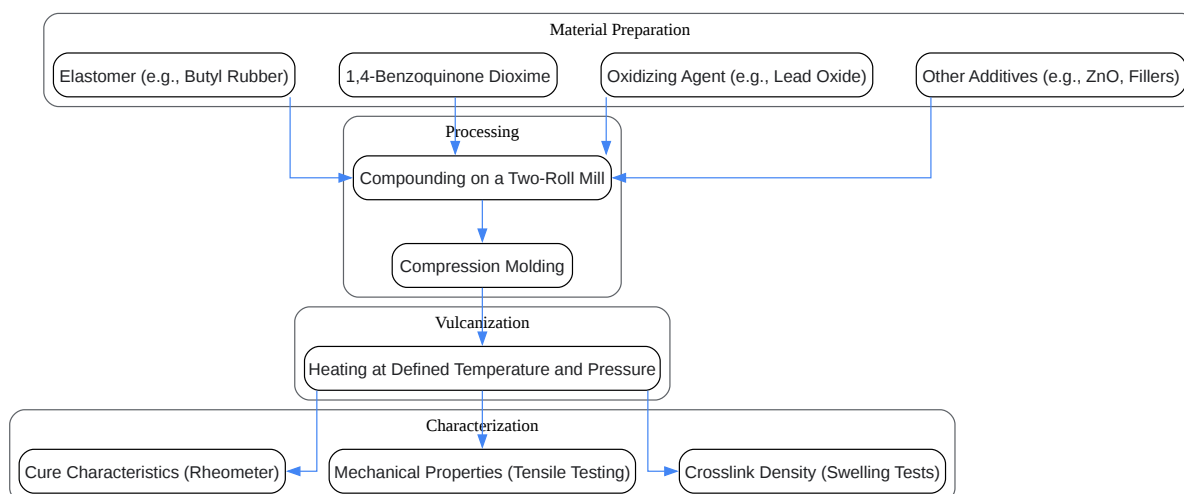 Material Preparation
Elastomer (e.g., Butyl Rubber)
1,4-Benzoquinone Dioxime
Oxidizing Agent (e.g., Lead Oxide)
Other Additives (e.g., ZnO, Fillers)
Processing
Compounding on a Two-Roll Mill
Compression Molding
Vulcanization
Heating at Defined Temperature and Pressure
Characterization
Cure Characteristics (Rheometer)
Mechanical Properties (Tensile Testing)
Crosslink Density (Swelling Tests)